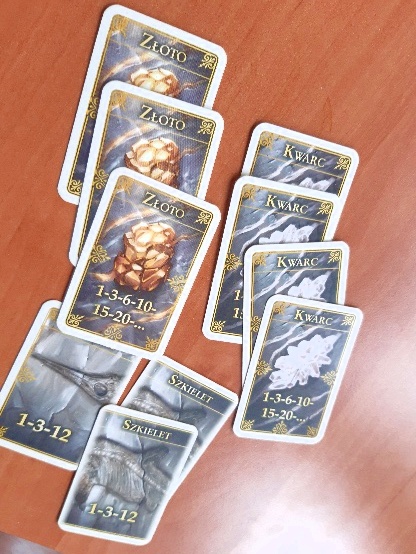 ZŁOTO
ZŁOTO
ZŁOTO
1-3-6-10-
15-20-...
KWARC
KWARC
KWARC
KWARC
1-3-6-10-
15-20-...
1-3-12
SZKIELET
SZKIELET
1-3-12